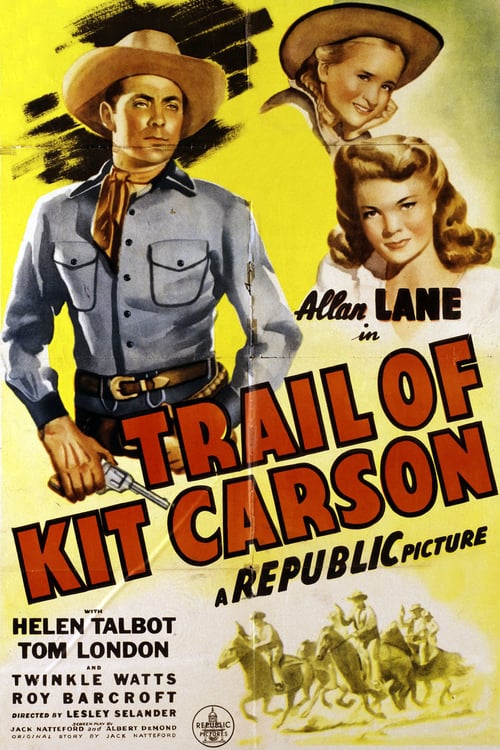 Allan LANE
in
TRAIL OF
KIT CARSON
A REPUBLIC PICTURE
WITH
HELEN TALBOT
TOM LONDON
AND
TWINKLE WATTS
ROY BARCROFT
DIRECTED BY LESLEY SELANDER
SCREEN PLAY BY
JACK NATTEFORD AND ALBERT DEMOND
ORIGINAL STORY BY JACK NATTEFORD
REPUBLIC
PICTURES